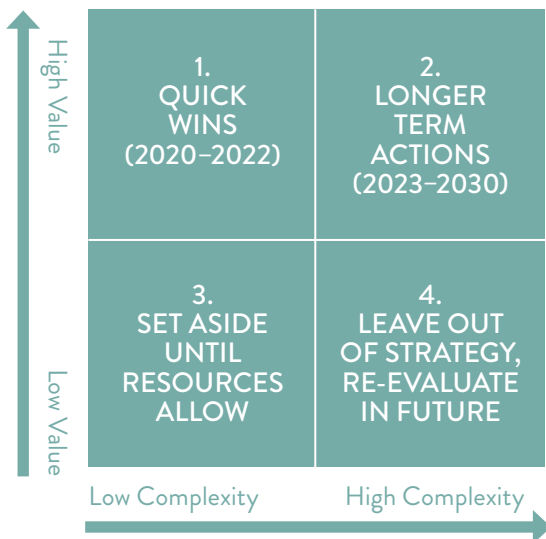 High Value
1.
QUICK
WINS
(2020–2022)
2.
LONGER
TERM
ACTIONS
(2023–2030)
Low Value
3.
SET ASIDE
UNTIL
RESOURCES
ALLOW
4.
LEAVE OUT
OF STRATEGY,
RE-EVALUATE
IN FUTURE
Low Complexity
High Complexity